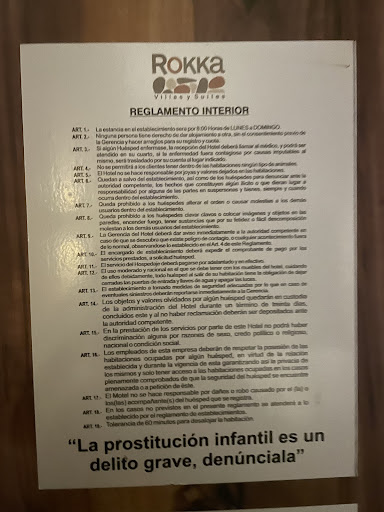 ROKKa
Villas y Suites
REGLAMENTO INTERIOR
ART. 1.- La estancia en el establecimiento será por 8:00 Horas de LUNES a DOMINGO.
ART. 2.- Ninguna persona tiene derecho de dar alojamiento a otra, sin el consentimiento previo de
la Gerencia y hacer arreglos para su registro y cuota
ART. 3.- Si algún Huésped enfermase, la recepción del Hotel deberá llamar al médico, y podrá ser
atendido en su cuarto, si la enfermedad fuera contagiosa por causas imputables al
mismo, será trasladado por su cuenta al lugar indicado.
ART. 4.- No se permitirá a los clientes tener dentro de las habitaciones ningún tipo de animales.
ART. 5.- El Hotel no se hace responsable por joyas y valores dejados en las habitaciones.
ART. 6.- Quedan a salvo del establecimiento, así como de los huéspedes para denunciar ante la
autoridad competente, los hechos que constituyen algún ilícito o que dieran lugar a
responsabilidad por alguna de las partes en suspensiones y daños, siempre y cuando
ocurra dentro del establecimiento.
ART. 7.- Queda prohibido a los huéspedes alterar el orden o causar molestias a los demás
usuarios dentro del establecimiento.
ART. 8.- Queda prohibido a los huéspedes clavar clavos o colocar imágenes y objetos en las
paredes, encender fuego, tener sustancias que por su fetidez o fácil descomposición
molestan a los demás usuarios del establecimiento.
ART. 9.- La Gerencia del Hotel deberá dar aviso inmediatamente a la autoridad competente en
caso de que se descubra que exista peligro de contagio, o cualquier acontecimiento fuera
de lo normal, observándose lo establecido en el Art. 4 de este Reglamento.
ART. 10.- El encargado de establecimiento deberá expedir el comprobante de pago por los
servicios prestados, a solicitud del huésped.
ART. 11.- El servicio del Hospedaje deberá pagarse por adelantado y en efectivo.
ART. 12.- El uso moderado y racional es el que se debe tener con los muebles del hotel, cuidando
de ellos debidamente, todo huésped al salir de su habitación tiene la obligación de dejar
cerradas las puertas de entrada y llaves de agua y apagar las luces.
ART. 13.- El establecimiento a tomado medidas de seguridad adecuadas por lo que en caso de
eventuales siniestros deberán reportarse inmediatamente a la Gerencia.
ART. 14.- Los objetos y valores olvidados por algún huésped quedarán en custodia
de la administración del Hotel durante un término de treinta días,
concluidos este y al no haber reclamación deberán ser depositados ante
la autoridad competente.
ART. 15.- En la prestación de los servicios por parte de este Hotel no podrá haber
discriminación alguna por razones de sexo, credo político o religioso,
nacional o condición social.
ART. 16.- Los empleados de esta empresa deberán de respetar la posesión de las
habitaciones ocupadas por algún huésped, en virtud de la relación
establecida y durante la vigencia de esta garantizando así la privacía de
los mismos y solo tener acceso a las habitaciones ocupadas en los casos
plenamente comprobados de que la seguridad del huésped se encuentre
amenazada o a petición de éste.
ART. 17.- El Motel no se hace responsable por daños o robo causado por el (la) o
los(las) acompañante(s) del huésped que se registra.
ART. 18.- En los casos no previstos en el presente reglamento se atenderá a lo
establecido por el reglamento de establecimientos.
ART. 19.- Tolerancia de 60 minutos para desalojar la habitación.
“La prostitución infantil es un
delito grave, denúnciala”